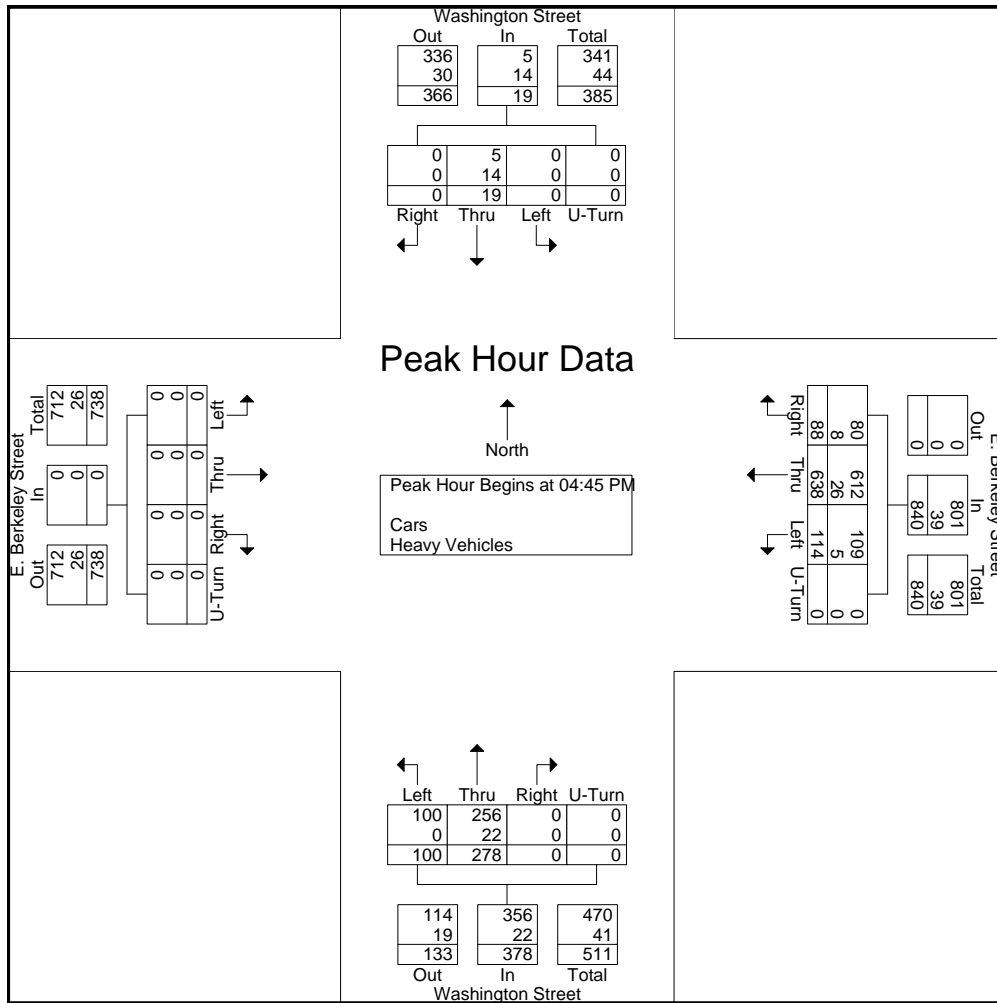 Washington Street
Out In Total
336 5 341
30 14 44
366 19 385
0 5 0 0
0 14 0 0
0 19 0 0
Right Thru Left U-Turn
Peak Hour Data
North
Peak Hour Begins at 04:45 PM
Cars
Heavy Vehicles
E. Berkeley Street
Out In Total
712 0 712
26 0 26
738 0 738
Left Thru Right U-Turn
0 0 0 0
0 0 0 0
0 0 0 0
E. Berkeley Street
Out In Total
0 801 801
0 39 39
0 840 840
Right Thru Left U-Turn
80 612 109 0
8 26 5 0
88 638 114 0
Left Thru Right U-Turn
100 256 0 0
0 22 0 0
100 278 0 0
114 356 470
19 22 41
133 378 511
Out In Total
Washington Street